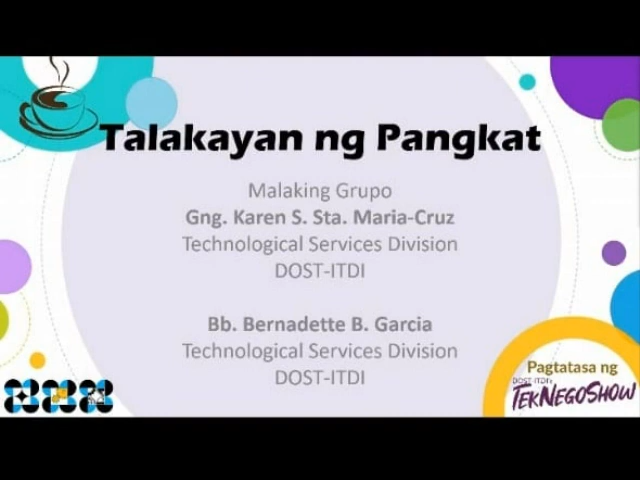 Talakayan ng Pangkat
Malaking Grupo
Gng. Karen S. Sta. Maria-Cruz
Technological Services Division
DOST-ITDI
Bb. Bernadette B. Garcia
Technological Services Division
DOST-ITDI
Pagtatasa ng
DOST-ITDI's
TEKNEGOSHOW